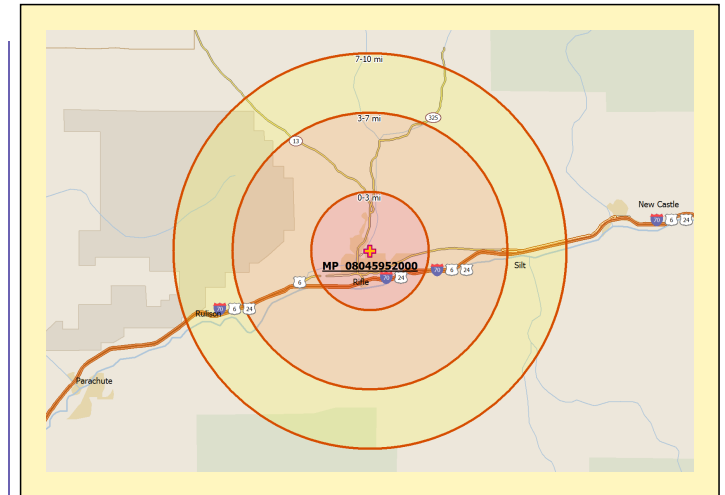 7-10 mi
3-7 mi
325
13
0-3 mi
New Castle
70 6 24
MP 08045952000
70 6 24
Silt
6
Rifle
70 24
Rulison
70 6 24
Parachute